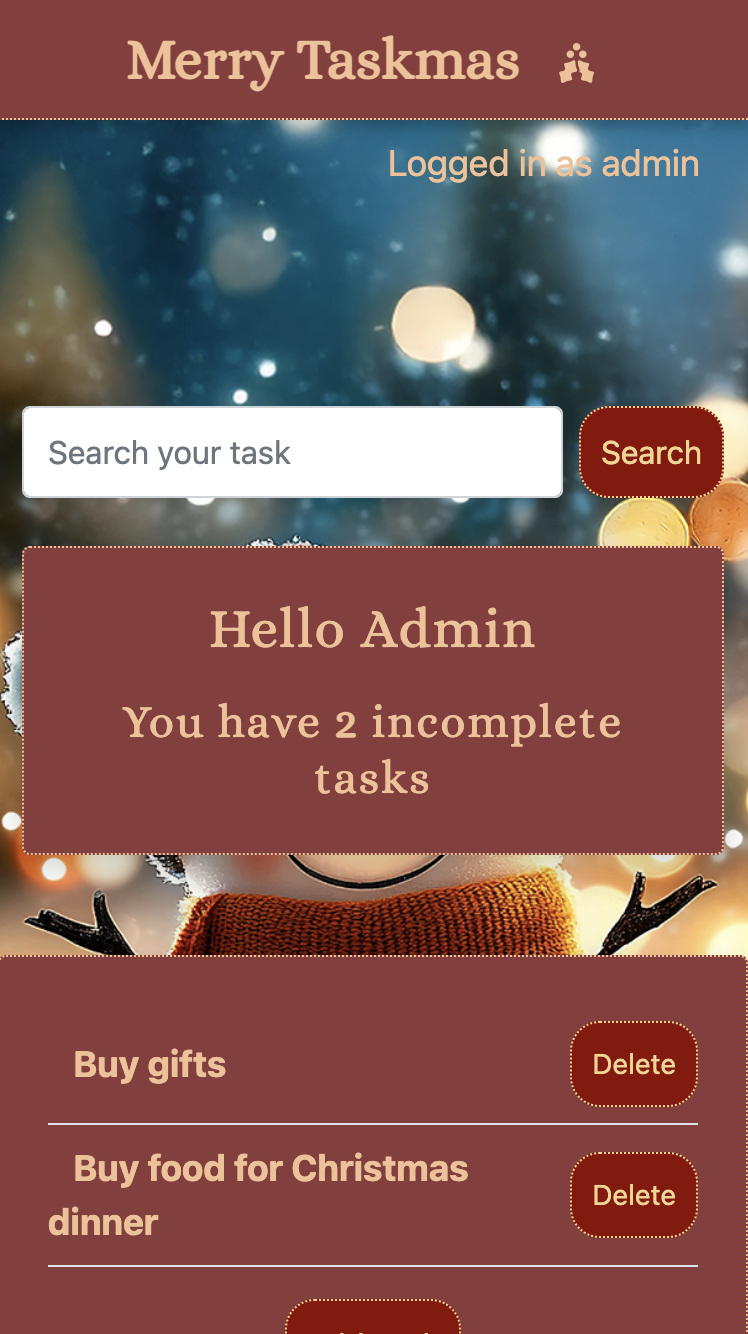 Merry Taskmas
Logged in as admin
Search your task
Search
Hello Admin
You have 2 incomplete
tasks
Buy gifts
Delete
Buy food for Christmas
dinner
Delete